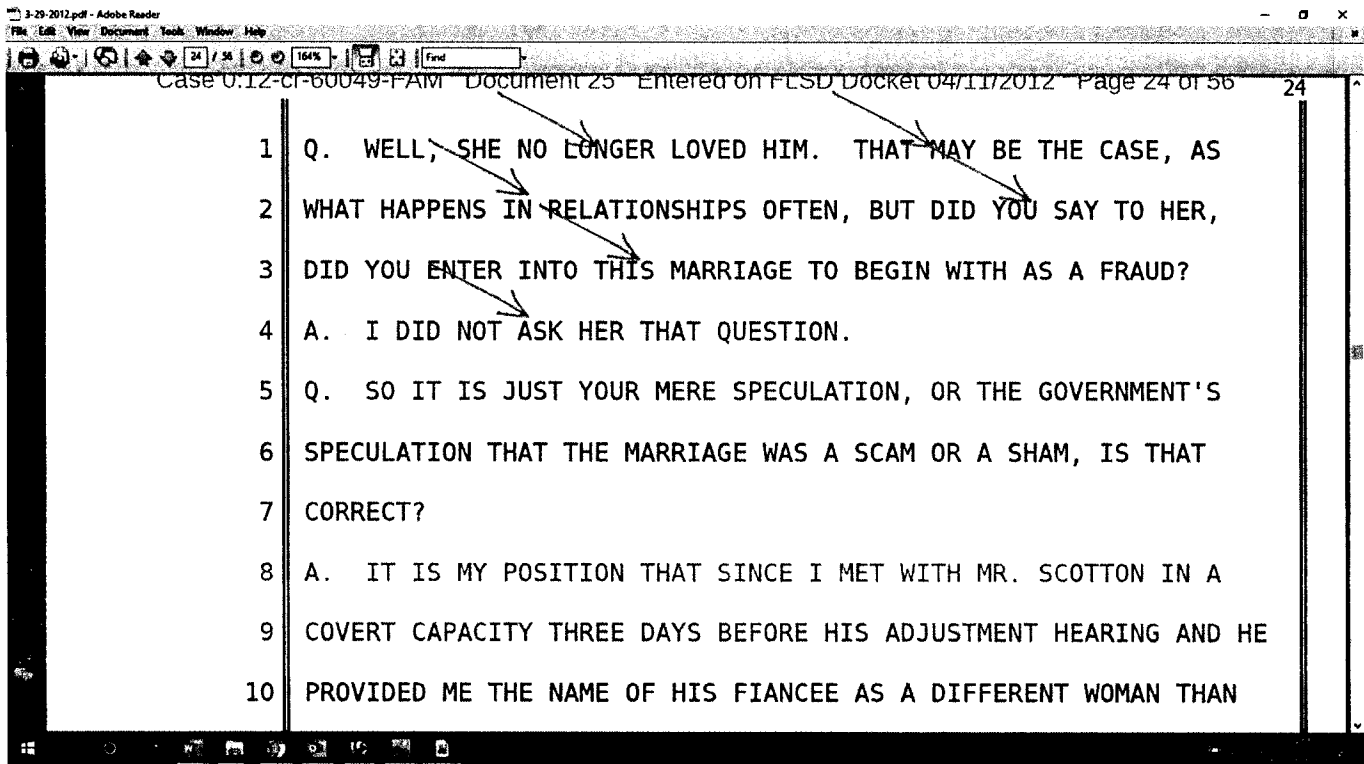 3-29-2012.pdf - Adobe Reader
File Edit View Document Tools Window Help
24 / 56 164% Find
Case 0:12-cr-60049-FAM Document 25 Entered on FLSD Docket 04/11/2012 Page 24 of 56
24
1 Q. WELL, SHE NO LONGER LOVED HIM. THAT MAY BE THE CASE, AS
2 WHAT HAPPENS IN RELATIONSHIPS OFTEN, BUT DID YOU SAY TO HER,
3 DID YOU ENTER INTO THIS MARRIAGE TO BEGIN WITH AS A FRAUD?
4 A. I DID NOT ASK HER THAT QUESTION.
5 Q. SO IT IS JUST YOUR MERE SPECULATION, OR THE GOVERNMENT'S
6 SPECULATION THAT THE MARRIAGE WAS A SCAM OR A SHAM, IS THAT
7 CORRECT?
8 A. IT IS MY POSITION THAT SINCE I MET WITH MR. SCOTTON IN A
9 COVERT CAPACITY THREE DAYS BEFORE HIS ADJUSTMENT HEARING AND HE
10 PROVIDED ME THE NAME OF HIS FIANCEE AS A DIFFERENT WOMAN THAN